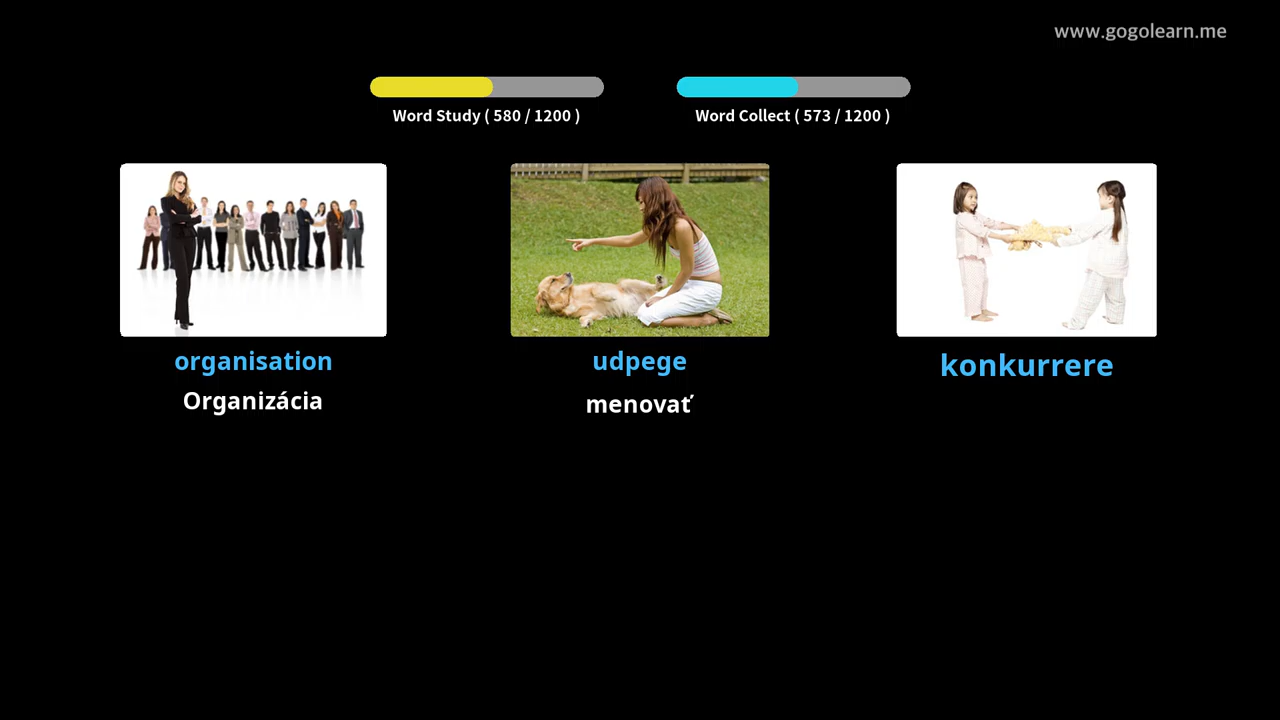 www.gogolearn.me
Word Study ( 580 / 1200 )
Word Collect ( 573 / 1200 )
organisation
Organizácia
udpege
menovať
konkurrere